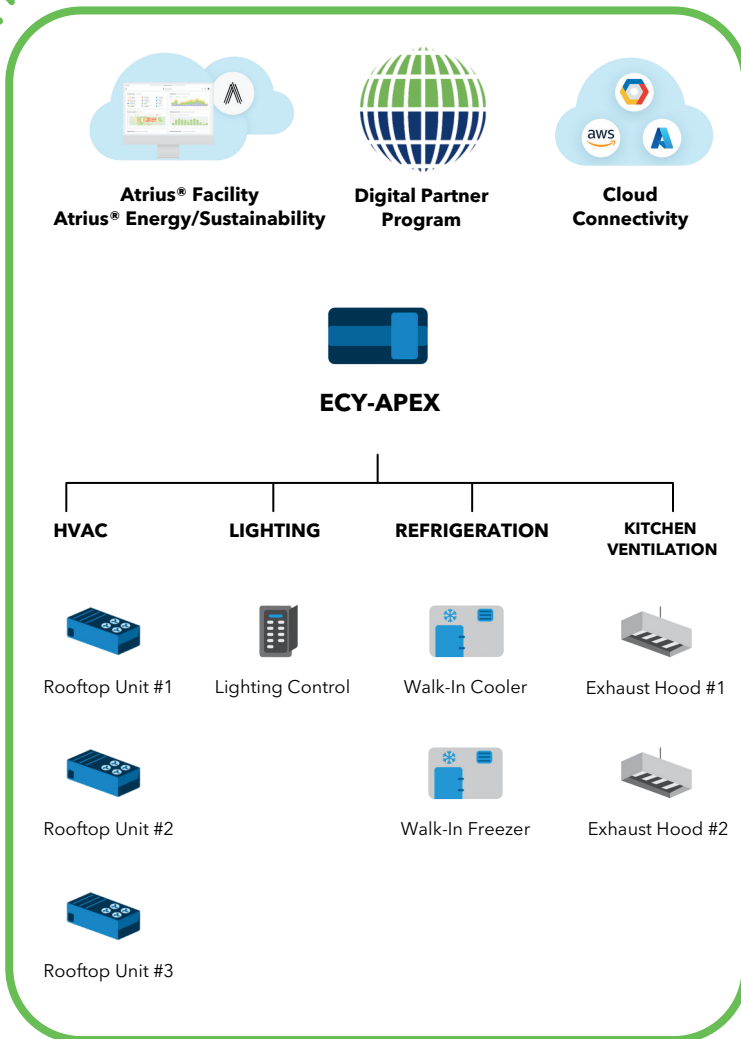 Atrius® Facility
Atrius® Energy/Sustainability
Digital Partner
Program
aws
Cloud
Connectivity
ECY-APEX
HVAC
LIGHTING
REFRIGERATION
KITCHEN
VENTILATION
Rooftop Unit #1
Lighting Control
Walk-In Cooler
Exhaust Hood #1
Rooftop Unit #2
Walk-In Freezer
Exhaust Hood #2
Rooftop Unit #3